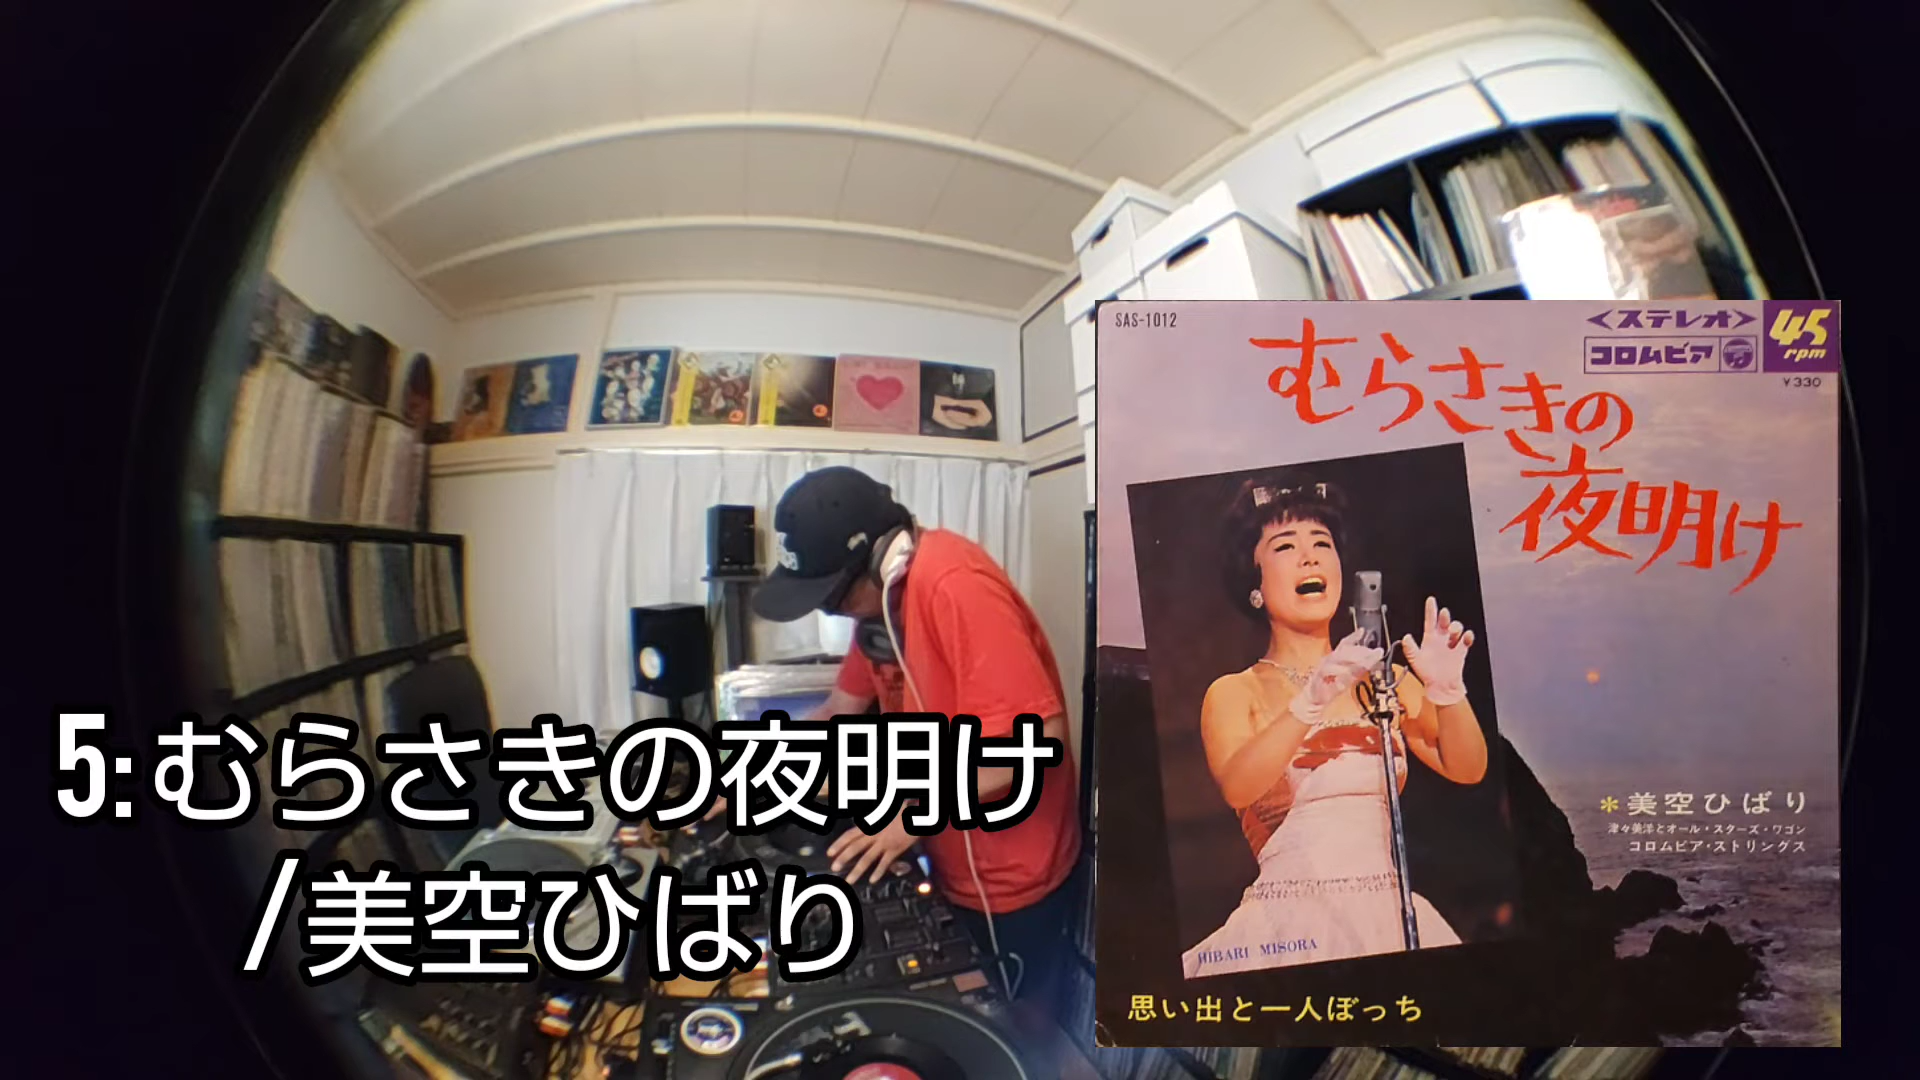 SAS-1012
<ステレオ>
コロムビア
45
rpm
¥330
むらさきの
夜明け
*美空ひばり
津々美洋とオール・スターズ・ワゴン
コロムビア・ストリングス
HIBARI MISORA
思い出と一人ぼっち
5:むらさきの夜明け
/美空ひばり